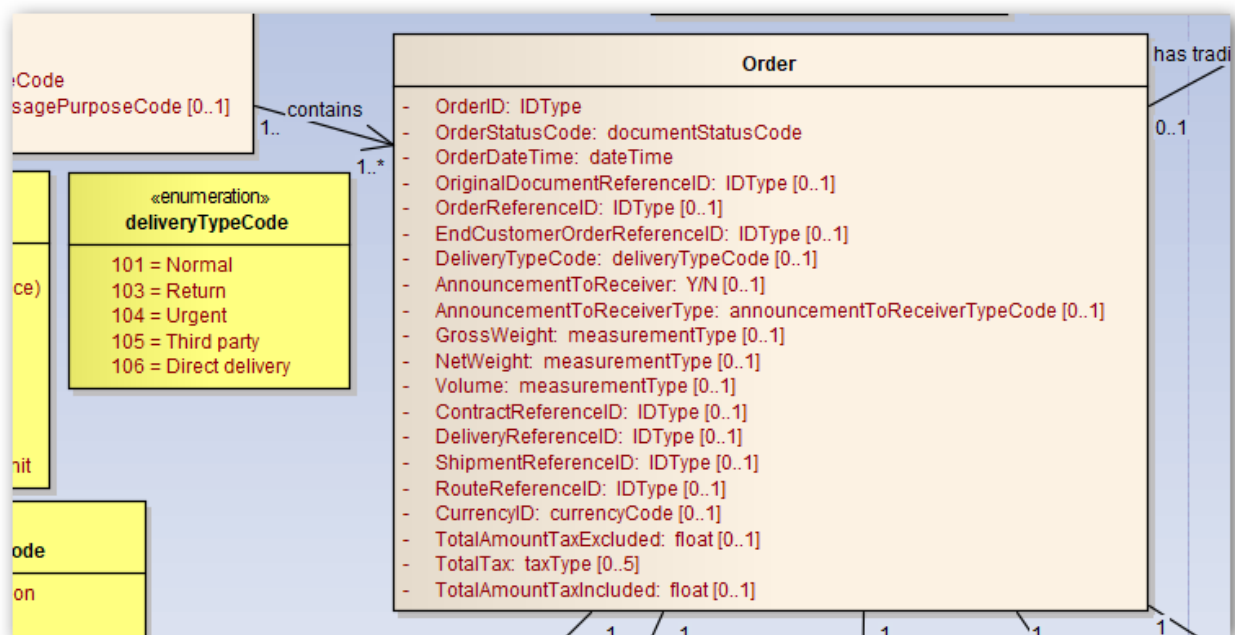 eCode
sagePurposeCode [0..1]
contains
1..
1..*
«enumeration»
deliveryTypeCode
101 = Normal
103 = Return
104 = Urgent
105 = Third party
106 = Direct delivery
ce)
nit
ode
on
Order
- OrderID: IDType
- OrderStatusCode: documentStatusCode
- OrderDateTime: dateTime
- OriginalDocumentReferenceID: IDType [0..1]
- OrderReferenceID: IDType [0..1]
- EndCustomerOrderReferenceID: IDType [0..1]
- DeliveryTypeCode: deliveryTypeCode [0..1]
- AnnouncementToReceiver: Y/N [0..1]
- AnnouncementToReceiverType: announcementToReceiverTypeCode [0..1]
- GrossWeight: measurementType [0..1]
- NetWeight: measurementType [0..1]
- Volume: measurementType [0..1]
- ContractReferenceID: IDType [0..1]
- DeliveryReferenceID: IDType [0..1]
- ShipmentReferenceID: IDType [0..1]
- RouteReferenceID: IDType [0..1]
- CurrencyID: currencyCode [0..1]
- TotalAmountTaxExcluded: float [0..1]
- TotalTax: taxType [0..5]
- TotalAmountTaxIncluded: float [0..1]
has tradi
0..1
1 1 1 1 1